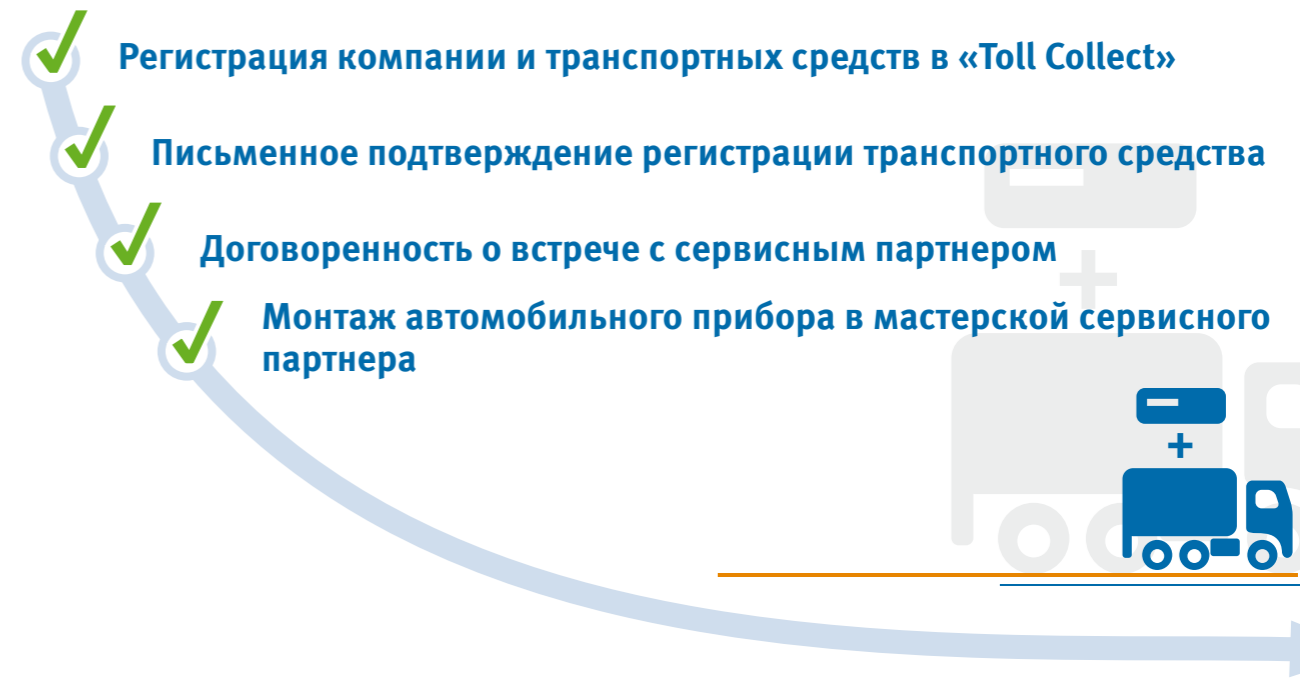 Регистрация компании и транспортных средств в «Toll Collect»
Письменное подтверждение регистрации транспортного средства
Договоренность о встрече с сервисным партнером
Монтаж автомобильного прибора в мастерской сервисного
партнера
+
+